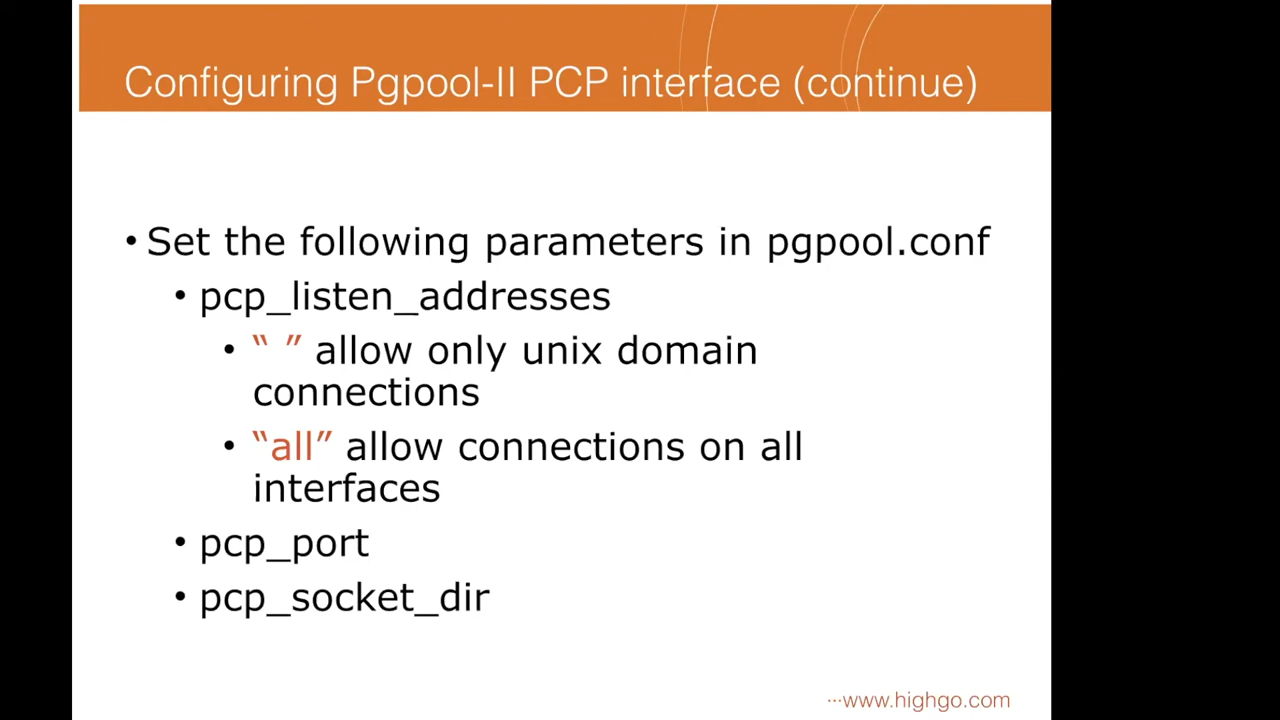 Configuring Pgpool-II PCP interface (continue)
• Set the following parameters in pgpool.conf
• pcp_listen_addresses
• “ ” allow only unix domain
connections
• “all” allow connections on all
interfaces
• pcp_port
• pcp_socket_dir
···www.highgo.com